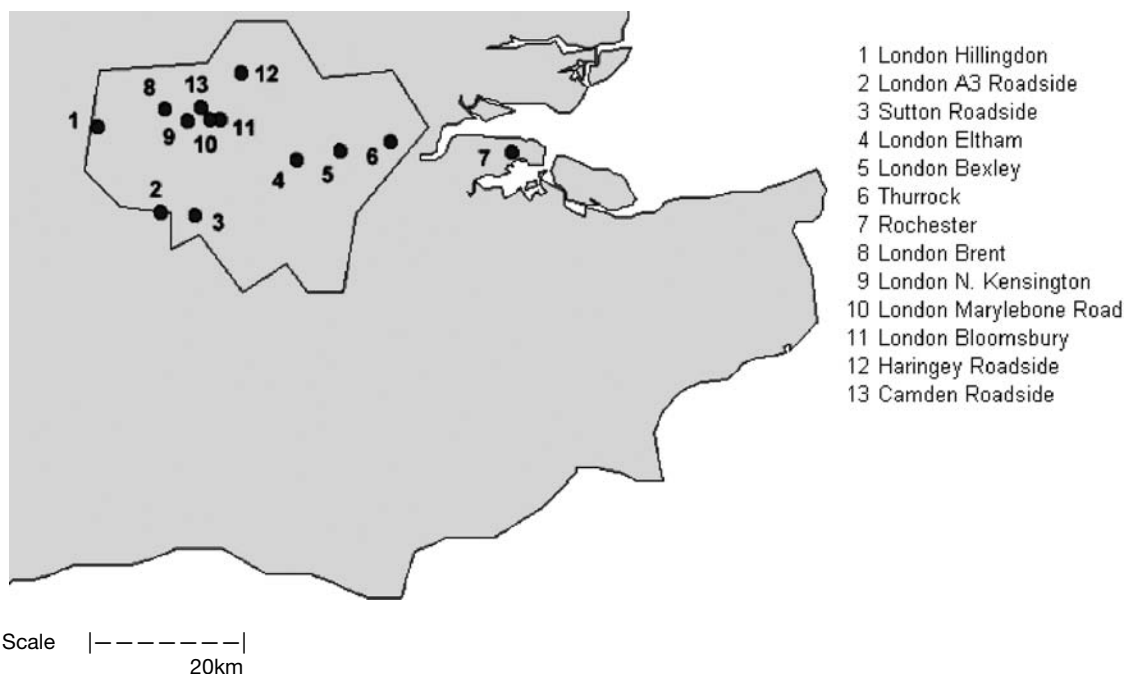 12
13
8
1
9
10
11
6
7
5
4
2
3
1 London Hillingdon
2 London A3 Roadside
3 Sutton Roadside
4 London Eltham
5 London Bexley
6 Thurrock
7 Rochester
8 London Brent
9 London N. Kensington
10 London Marylebone Road
11 London Bloomsbury
12 Haringey Roadside
13 Camden Roadside
Scale
20km